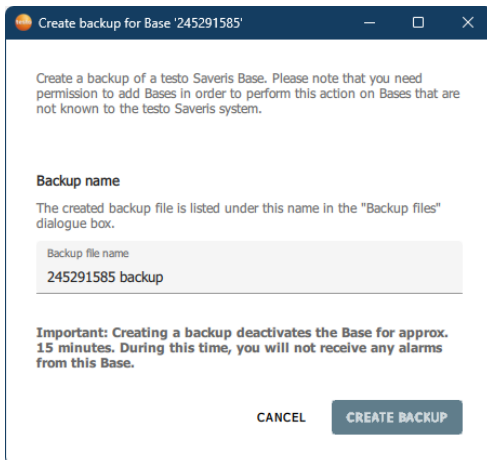 Create backup for Base '245291585'
Create a backup of a testo Saveris Base. Please note that you need
permission to add Bases in order to perform this action on Bases that are
not known to the testo Saveris system.
Backup name
The created backup file is listed under this name in the "Backup files"
dialogue box.
Backup file name
245291585 backup
Important: Creating a backup deactivates the Base for approx.
15 minutes. During this time, you will not receive any alarms
from this Base.
CANCEL CREATE BACKUP